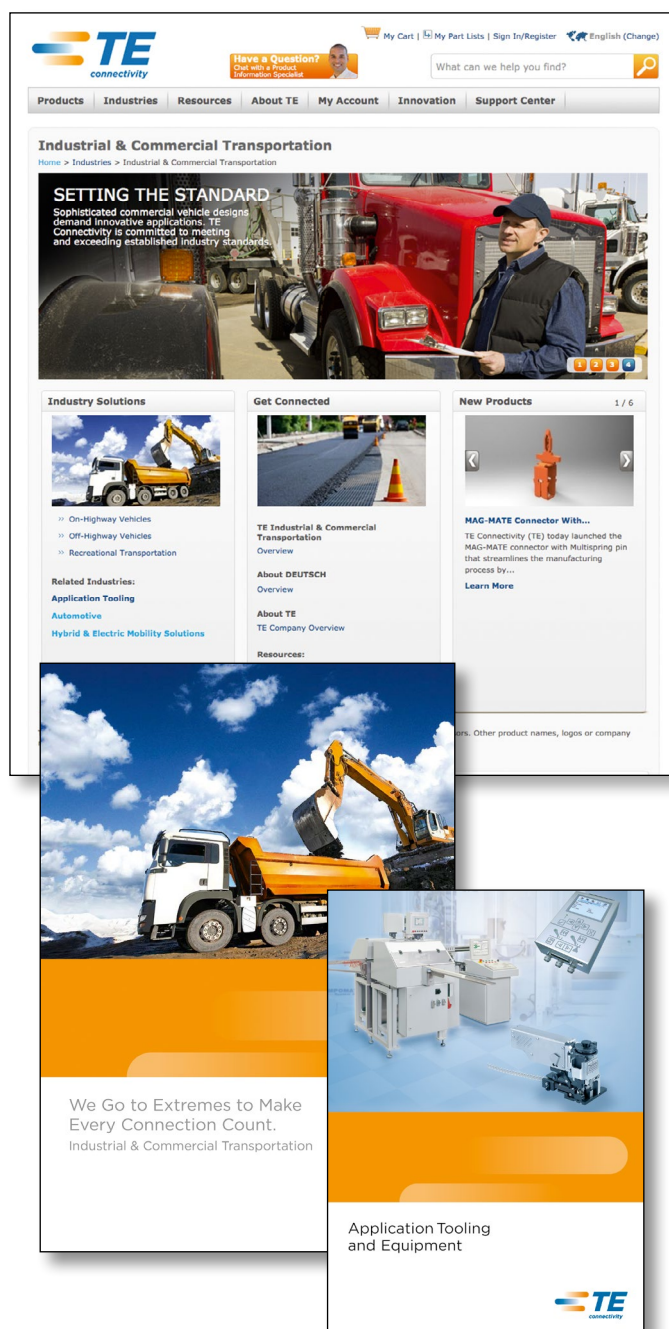 TE
connectivity
My Cart | My Part Lists | Sign In/Register English (Change)
Have a Question?
Chat with a Product
Information Specialist
What can we help you find?
Products Industries Resources About TE My Account Innovation Support Center
Industrial & Commercial Transportation
Home > Industries > Industrial & Commercial Transportation
SETTING THE STANDARD
Sophisticated commercial vehicle designs
demand innovative applications. TE
Connectivity is committed to meeting
and exceeding established industry standards.
1 2 3 4
Industry Solutions
›› On-Highway Vehicles
›› Off-Highway Vehicles
›› Recreational Transportation
Related Industries:
Application Tooling
Automotive
Hybrid & Electric Mobility Solutions
Get Connected
TE Industrial & Commercial
Transportation
Overview
About DEUTSCH
Overview
About TE
TE Company Overview
Resources:
New Products 1 / 6
MAG-MATE Connector With...
TE Connectivity (TE) today launched the
MAG-MATE connector with Multispring pin
that streamlines the manufacturing
process by...
Learn More
ors. Other product names, logos or company
We Go to Extremes to Make
Every Connection Count.
Industrial & Commercial Transportation
Application Tooling
and Equipment
TE
connectivity